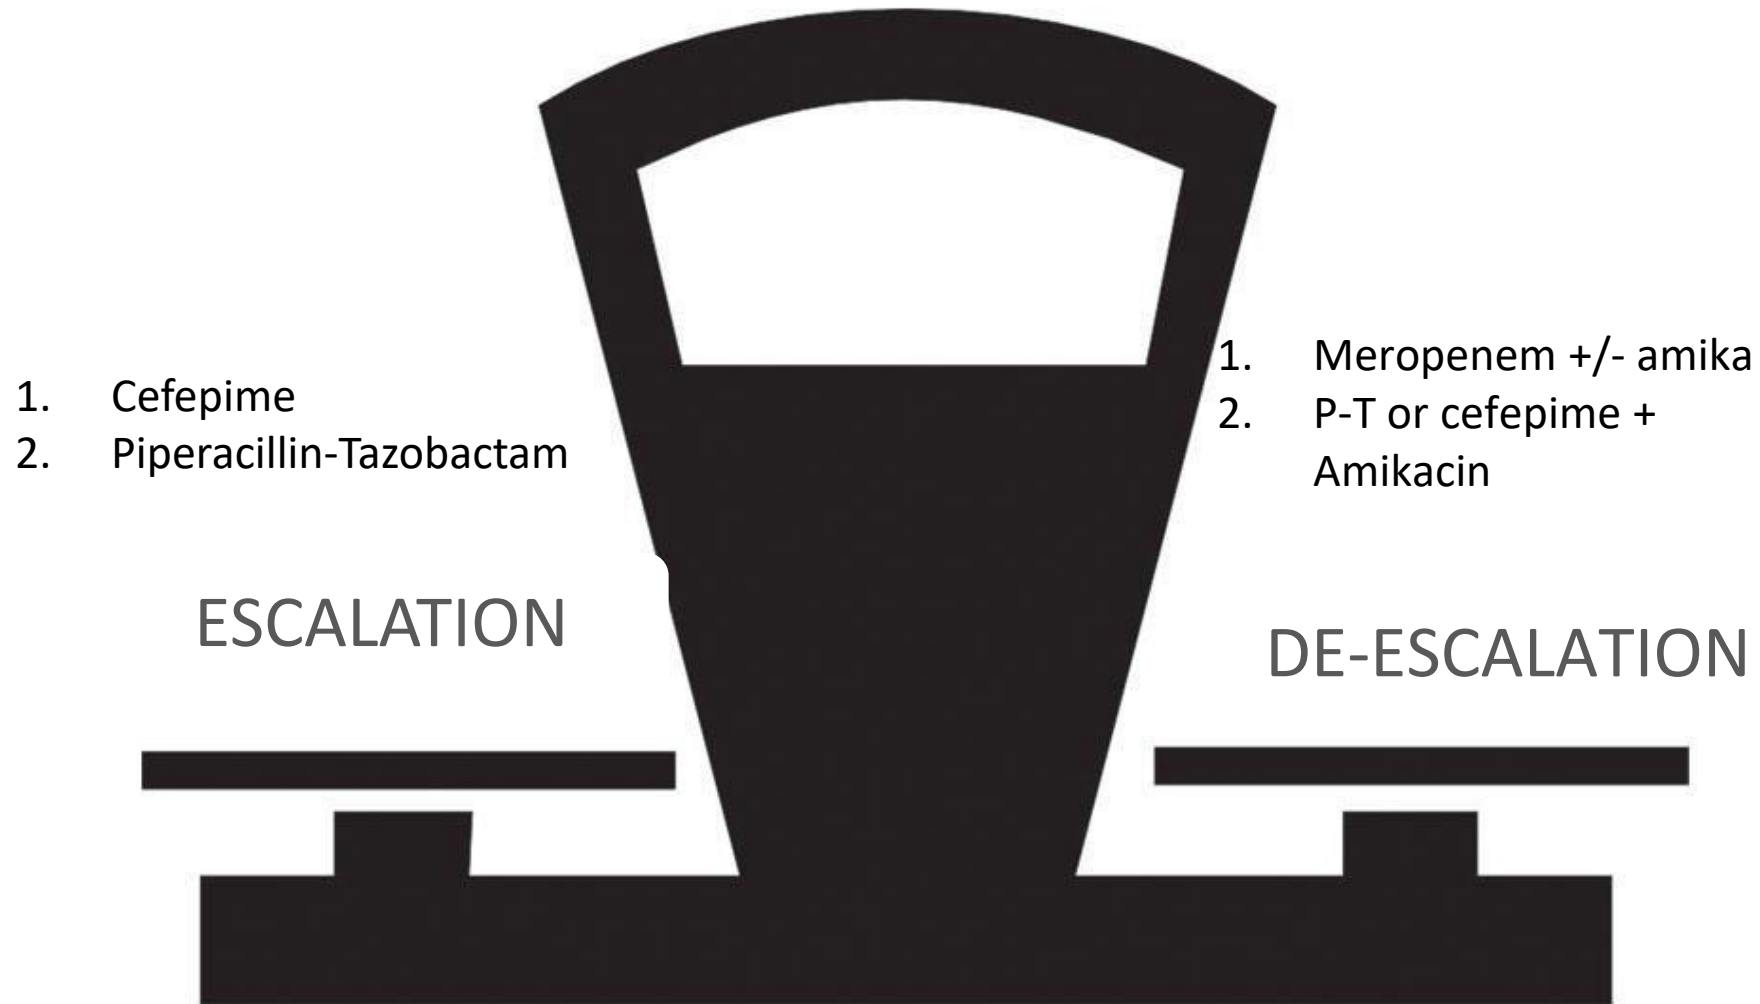 1. Cefepime
2. Piperacillin-Tazobactam
ESCALATION
1. Meropenem +/- amika
2. P-T or cefepime +
Amikacin
DE-ESCALATION